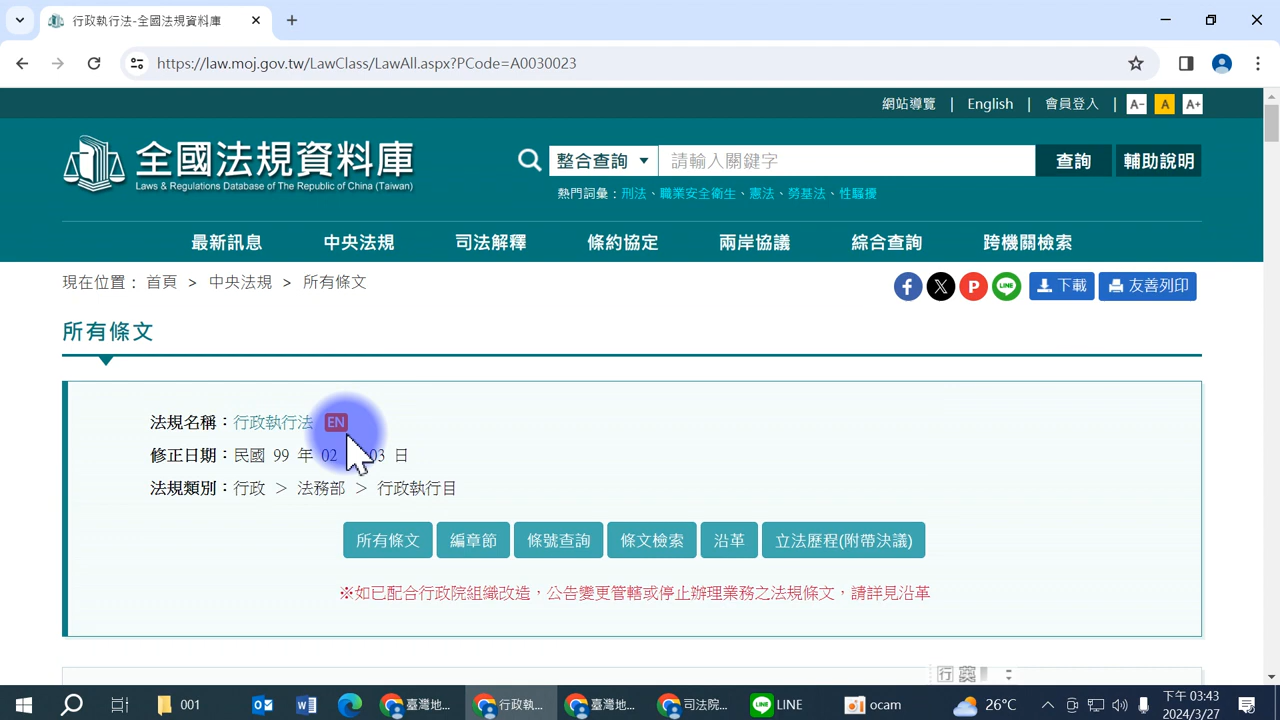 行政執行法-全國法規資料庫
https://law.moj.gov.tw/LawClass/LawAll.aspx?PCode=A0030023
網站導覽 | English | 會員登入 | A- A A+
全國法規資料庫
Laws & Regulations Database of The Republic of China (Taiwan)
整合查詢 請輸入關鍵字 查詢 輔助說明
熱門詞彙：刑法、職業安全衛生、憲法、勞基法、性騷擾
最新訊息 中央法規 司法解釋 條約協定 兩岸協議 綜合查詢 跨機關檢索
現在位置： 首頁 > 中央法規 > 所有條文
f X P LINE 下載 友善列印
所有條文
法規名稱：行政執行法 EN
修正日期：民國 99 年 02 03 日
法規類別：行政 > 法務部 > 行政執行目
所有條文 編章節 條號查詢 條文檢索 沿革 立法歷程(附帶決議)
※如已配合行政院組織改造，公告變更管轄或停止辦理業務之法規條文，請詳見沿革
行 英
001 臺灣地... 行政執... 臺灣地... 司法院... LINE ocam 26°C
下午 03:43
2024/3/27